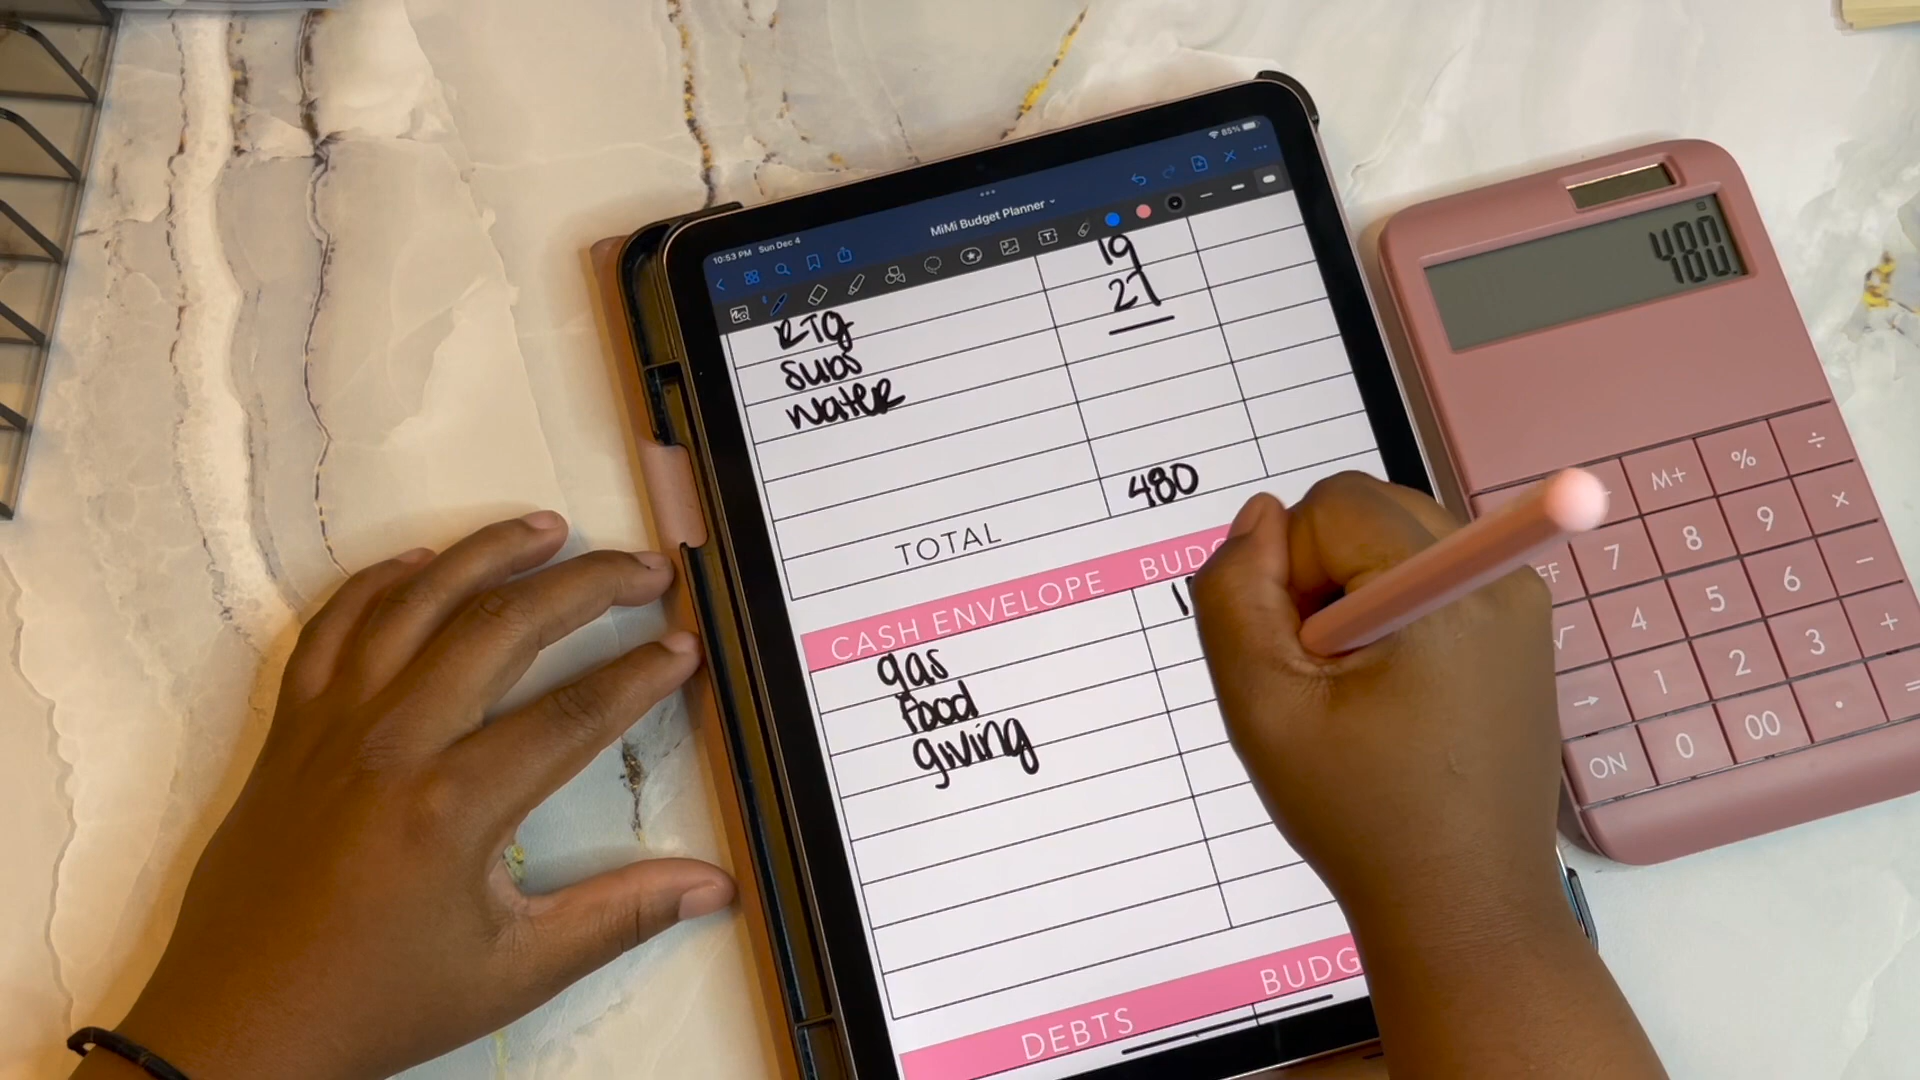 10:53 PM Sun Dec 4
85%
MiMi Budget Planner
19
RTG 27
subs —
water
TOTAL 480
CASH ENVELOPE
gas
Food
giving
DEBTS
480.
M+ % ÷
7 8 9 ×
4 5 6 −
√ 1 2 3 +
→ 0 00 . =
ON